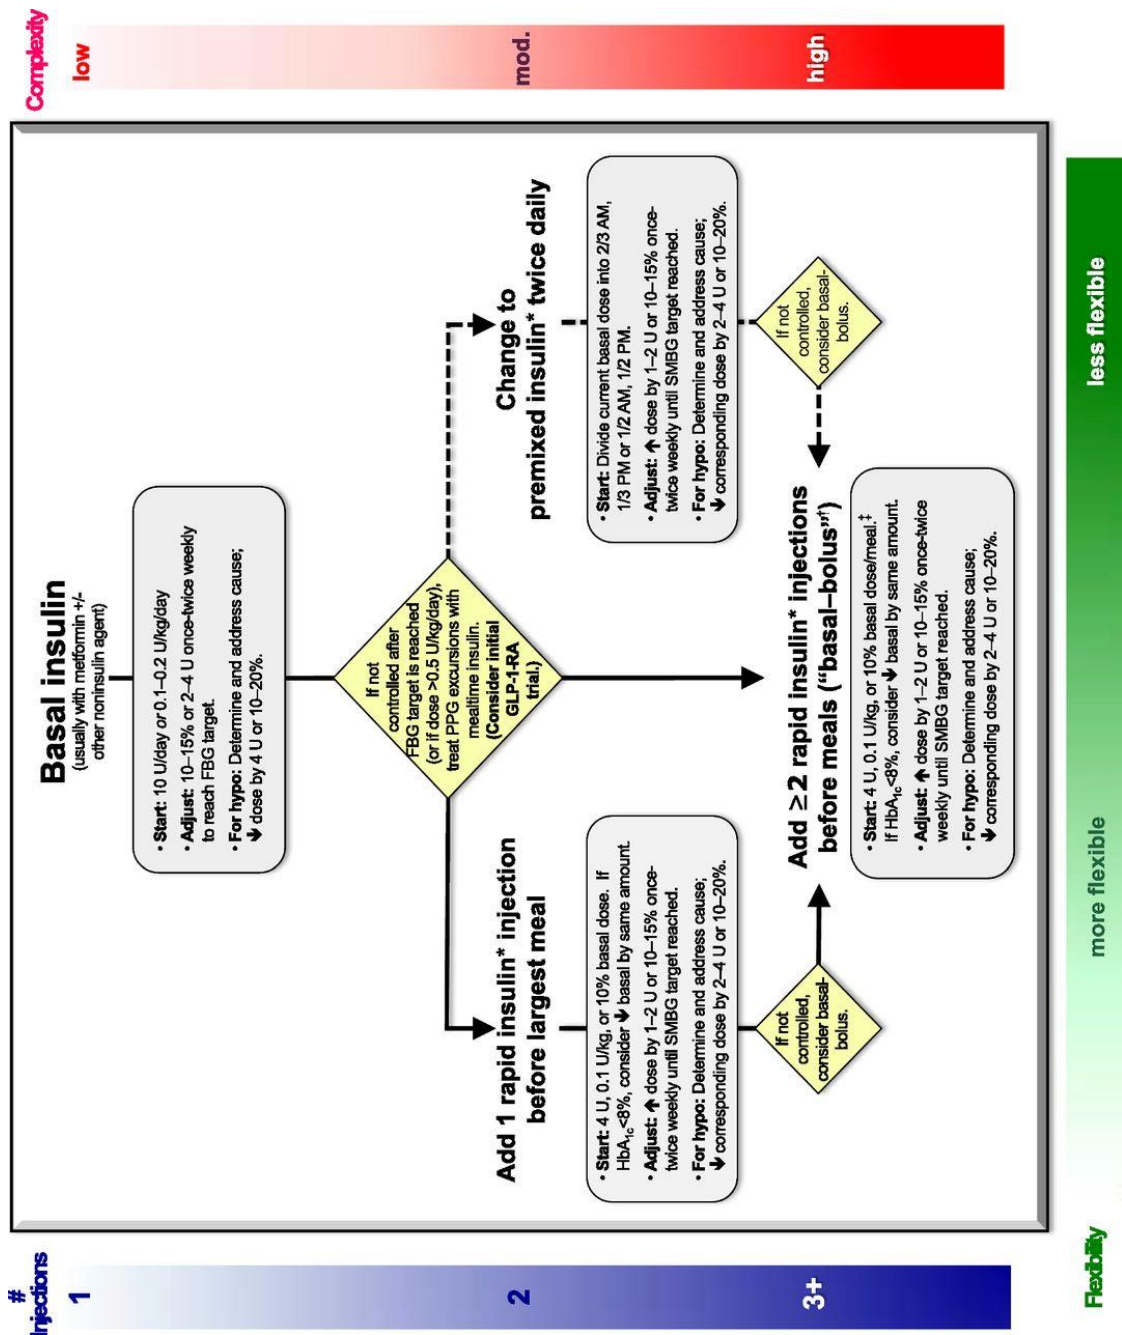 #
Injections
1
2
3+
Complexity
low
mod.
high
Basal insulin
(usually with metformin +/-
other noninsulin agent)
• Start: 10 U/day or 0.1–0.2 U/kg/day
• Adjust: 10–15% or 2–4 U once-twice weekly
to reach FBG target.
• For hypo: Determine and address cause;
🡇 dose by 4 U or 10–20%.
If not
controlled after
FBG target is reached
(or if dose >0.5 U/kg/day),
treat PPG excursions with
mealtime insulin.
(Consider initial
GLP-1-RA
trial.)
Add 1 rapid insulin* injection
before largest meal
• Start: 4 U, 0.1 U/kg, or 10% basal dose. If
HbA1c<8%, consider 🡇 basal by same amount.
• Adjust: 🡅 dose by 1–2 U or 10–15% once-
twice weekly until SMBG target reached.
• For hypo: Determine and address cause;
🡇 corresponding dose by 2–4 U or 10–20%.
If not
controlled,
consider basal-
bolus.
Change to
premixed insulin* twice daily
• Start: Divide current basal dose into 2/3 AM,
1/3 PM or 1/2 AM, 1/2 PM.
• Adjust: 🡅 dose by 1–2 U or 10–15% once-
twice weekly until SMBG target reached.
• For hypo: Determine and address cause;
🡇 corresponding dose by 2–4 U or 10–20%.
If not
controlled,
consider basal-
bolus.
Add ≥2 rapid insulin* injections
before meals ("basal–bolus"†)
• Start: 4 U, 0.1 U/kg, or 10% basal dose/meal.‡
If HbA1c<8%, consider 🡇 basal by same amount.
• Adjust: 🡅 dose by 1–2 U or 10–15% once-twice
weekly until SMBG target reached.
• For hypo: Determine and address cause;
🡇 corresponding dose by 2–4 U or 10–20%.
Flexibility
more flexible
less flexible